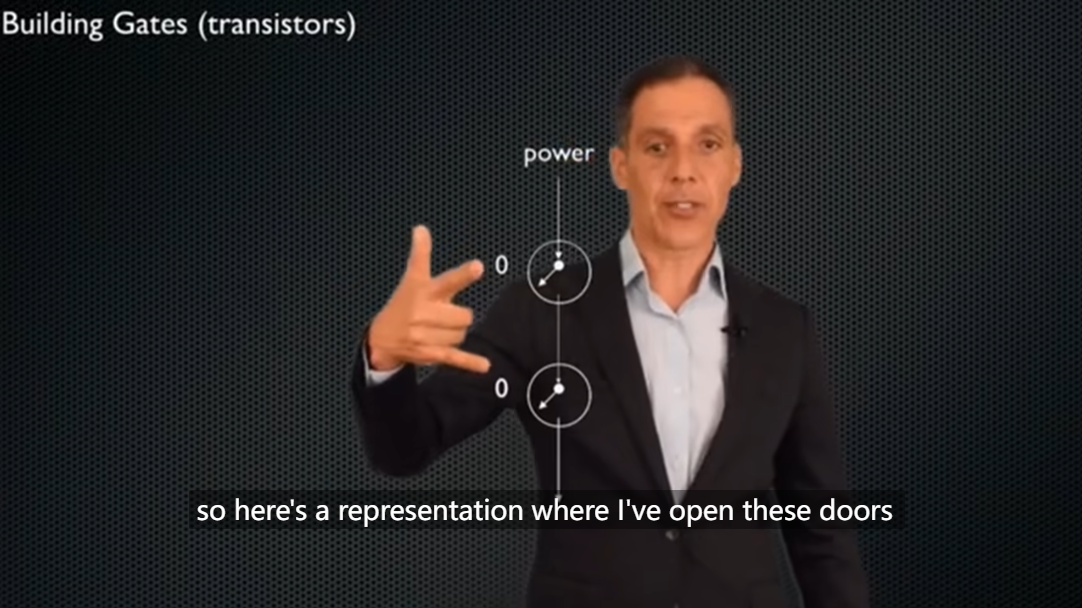 Building Gates (transistors)
power
0
0
so here's a representation where I've open these doors